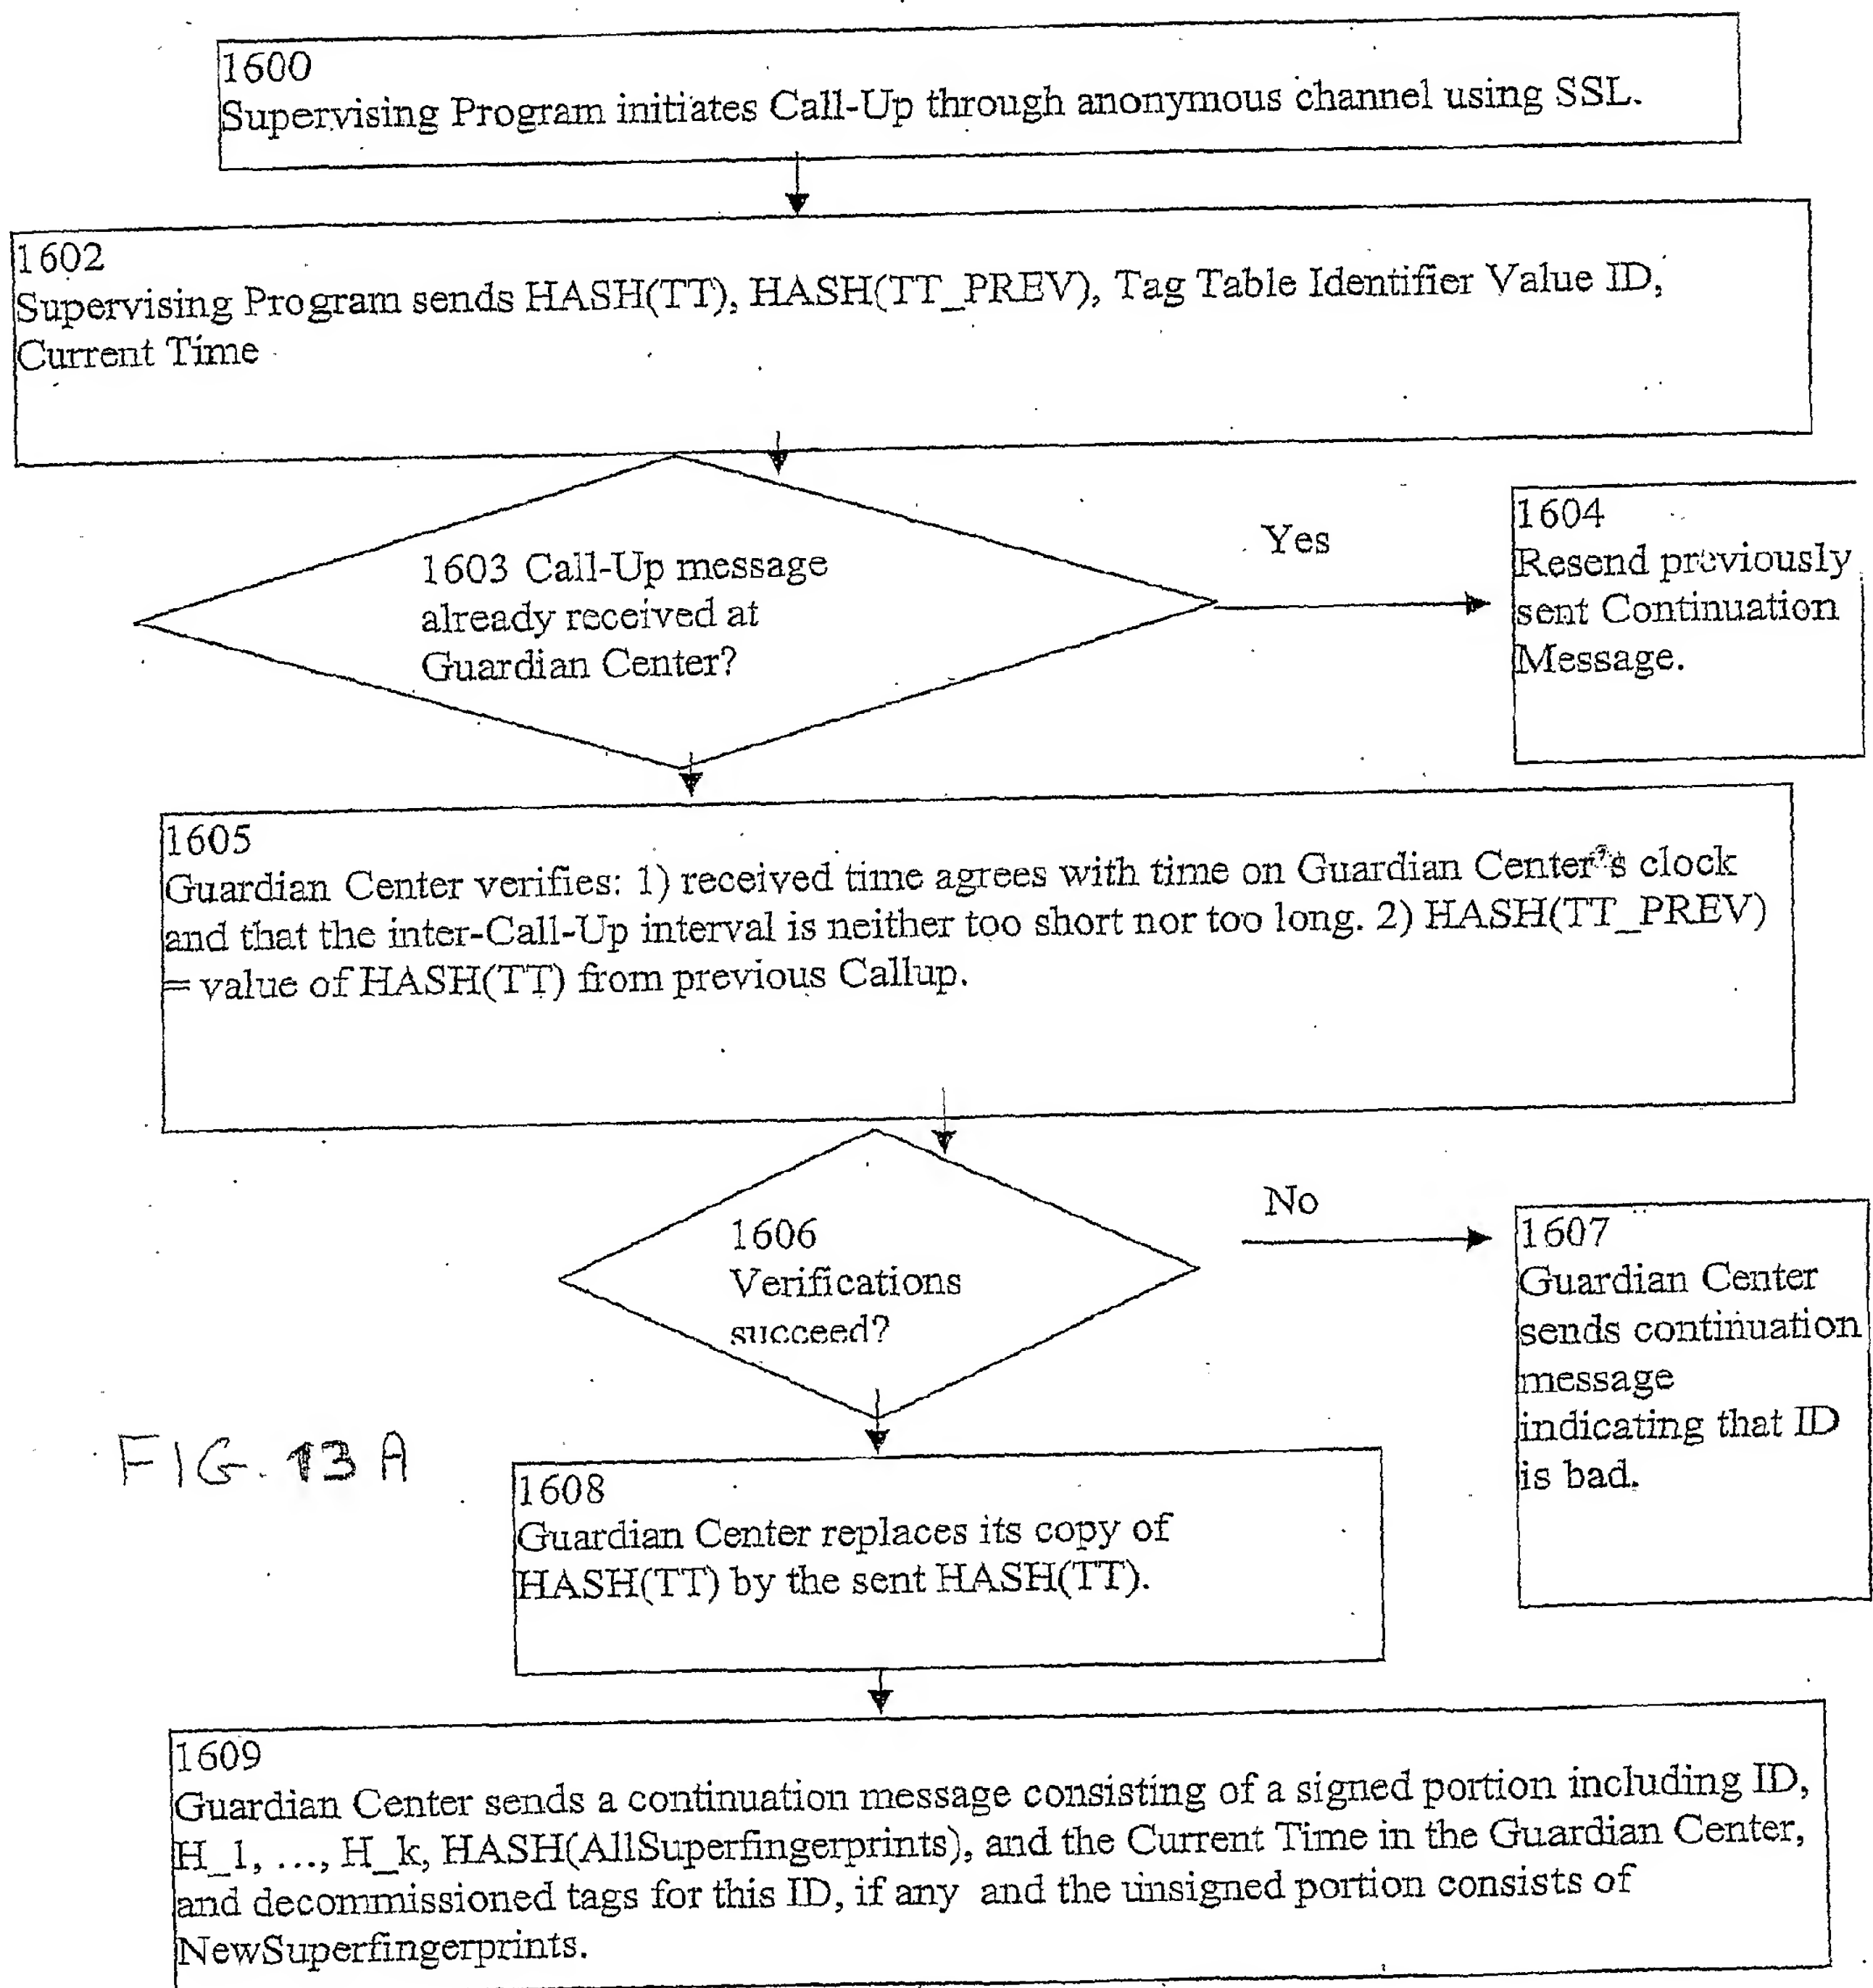 1600
Supervising Program initiates Call-Up through anonymous channel using SSL.
1602
Supervising Program sends HASH(TT), HASH(TT_PREV), Tag Table Identifier Value ID,
Current Time
1603 Call-Up message
already received at
Guardian Center?
Yes
1604
Resend previously
sent Continuation
Message.
1605
Guardian Center verifies: 1) received time agrees with time on Guardian Center's clock
and that the inter-Call-Up interval is neither too short nor too long. 2) HASH(TT_PREV)
= value of HASH(TT) from previous Callup.
1606
Verifications
succeed?
No
1607
Guardian Center
sends continuation
message
indicating that ID
is bad.
FIG. 13 A
1608
Guardian Center replaces its copy of
HASH(TT) by the sent HASH(TT).
1609
Guardian Center sends a continuation message consisting of a signed portion including ID,
H_1, ..., H_k, HASH(AllSuperfingerprints), and the Current Time in the Guardian Center,
and decommissioned tags for this ID, if any and the unsigned portion consists of
NewSuperfingerprints.